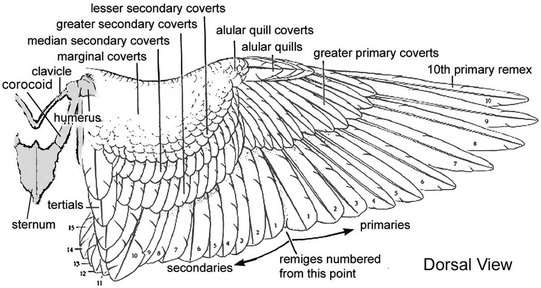 lesser secondary coverts
greater secondary coverts
median secondary coverts
marginal coverts
alular quill coverts
alular quills
greater primary coverts
clavicle
corocoid
10th primary remex
humerus
10
9
8
7
6
5
4
3
2
1
tertials
15
14
13
12
11
10
9
8
7
6
5
4
3
2
1
sternum
primaries
secondaries
remiges numbered
from this point
Dorsal View